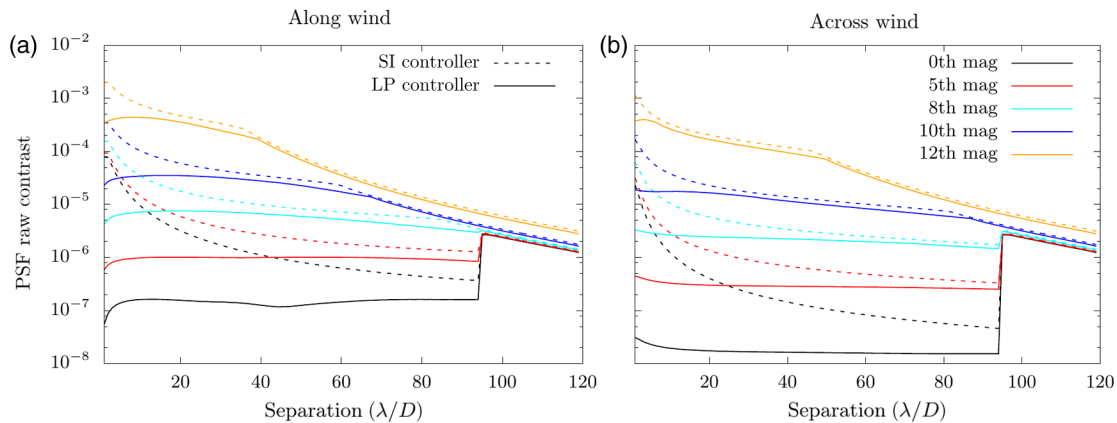 Along wind
(a)
10⁻²
10⁻³
10⁻⁴
10⁻⁵
10⁻⁶
10⁻⁷
10⁻⁸
PSF raw contrast
SI controller
LP controller
20 40 60 80 100 120
Separation (λ/D)
Across wind
(b)
0th mag
5th mag
8th mag
10th mag
12th mag
20 40 60 80 100 120
Separation (λ/D)